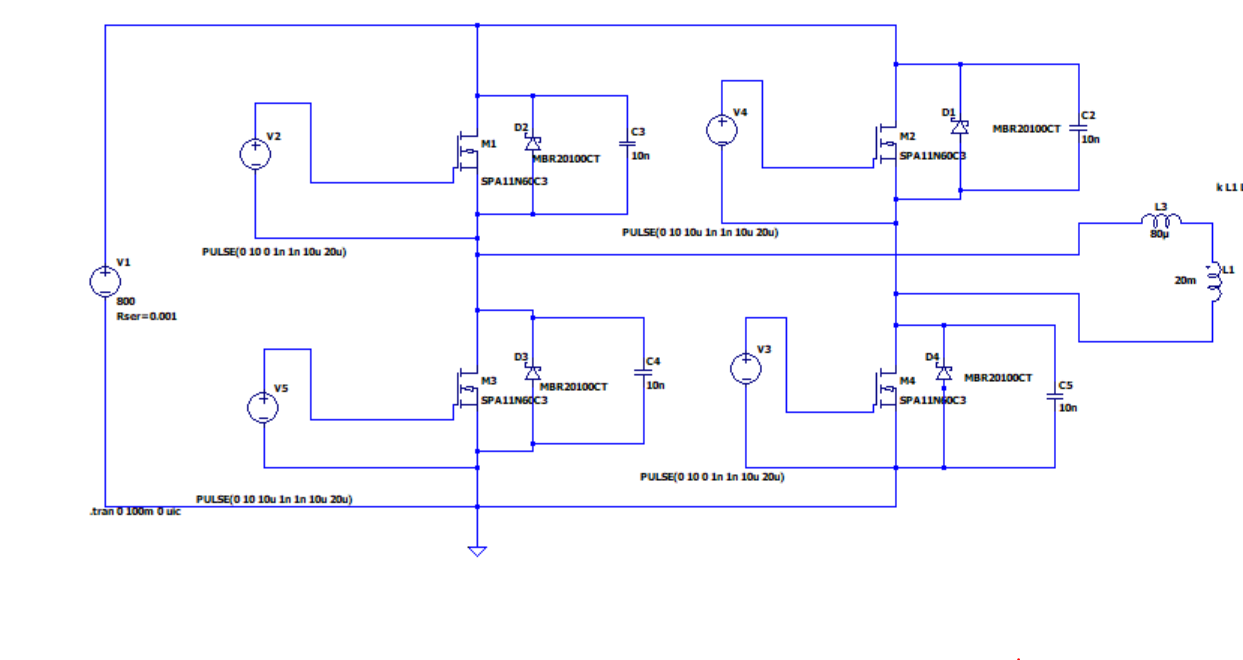 V4
D1
C2
V2
D2
C3
MBR20100CT
M2
10n
M1
MBR20100CT
10n
SPA11N60C3
SPA11N60C3
k L1
L3
PULSE(0 10 10u 1n 1n 10u 20u)
80µ
PULSE(0 10 0 1n 1n 10u 20u)
V1
L1
20m
800
Rser=0.001
V3
D3
C4
D4
M3
M4
MBR20100CT
V5
MBR20100CT
10n
C5
SPA11N60C3
SPA11N60C3
10n
PULSE(0 10 0 1n 1n 10u 20u)
PULSE(0 10 10u 1n 1n 10u 20u)
.tran 0 100m 0 uic